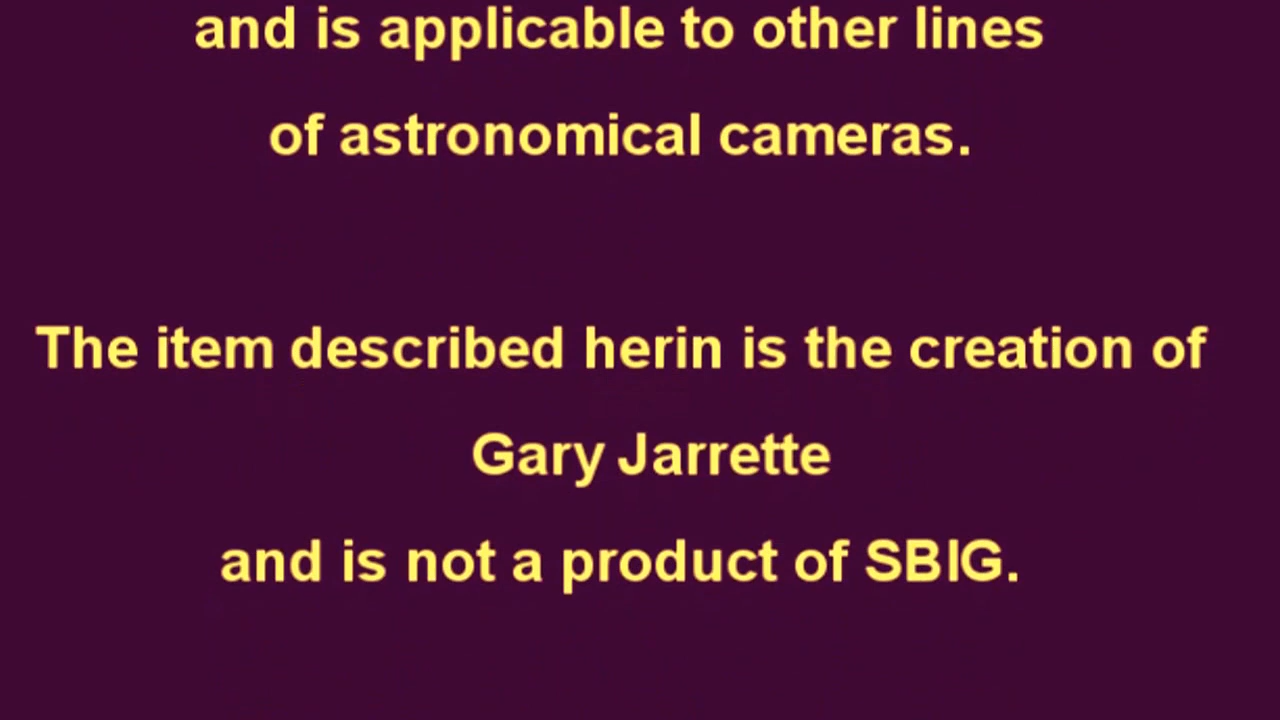 and is applicable to other lines
of astronomical cameras.
The item described herin is the creation of
Gary Jarrette
and is not a product of SBIG.